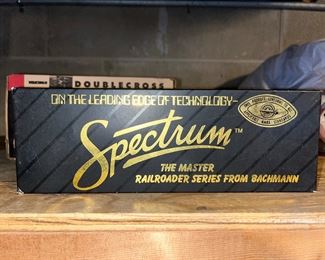 DOUBLECROSS
ON THE LEADING EDGE OF TECHNOLOGY-
Spectrum™
THE MASTER
RAILROADER SERIES FROM BACHMANN